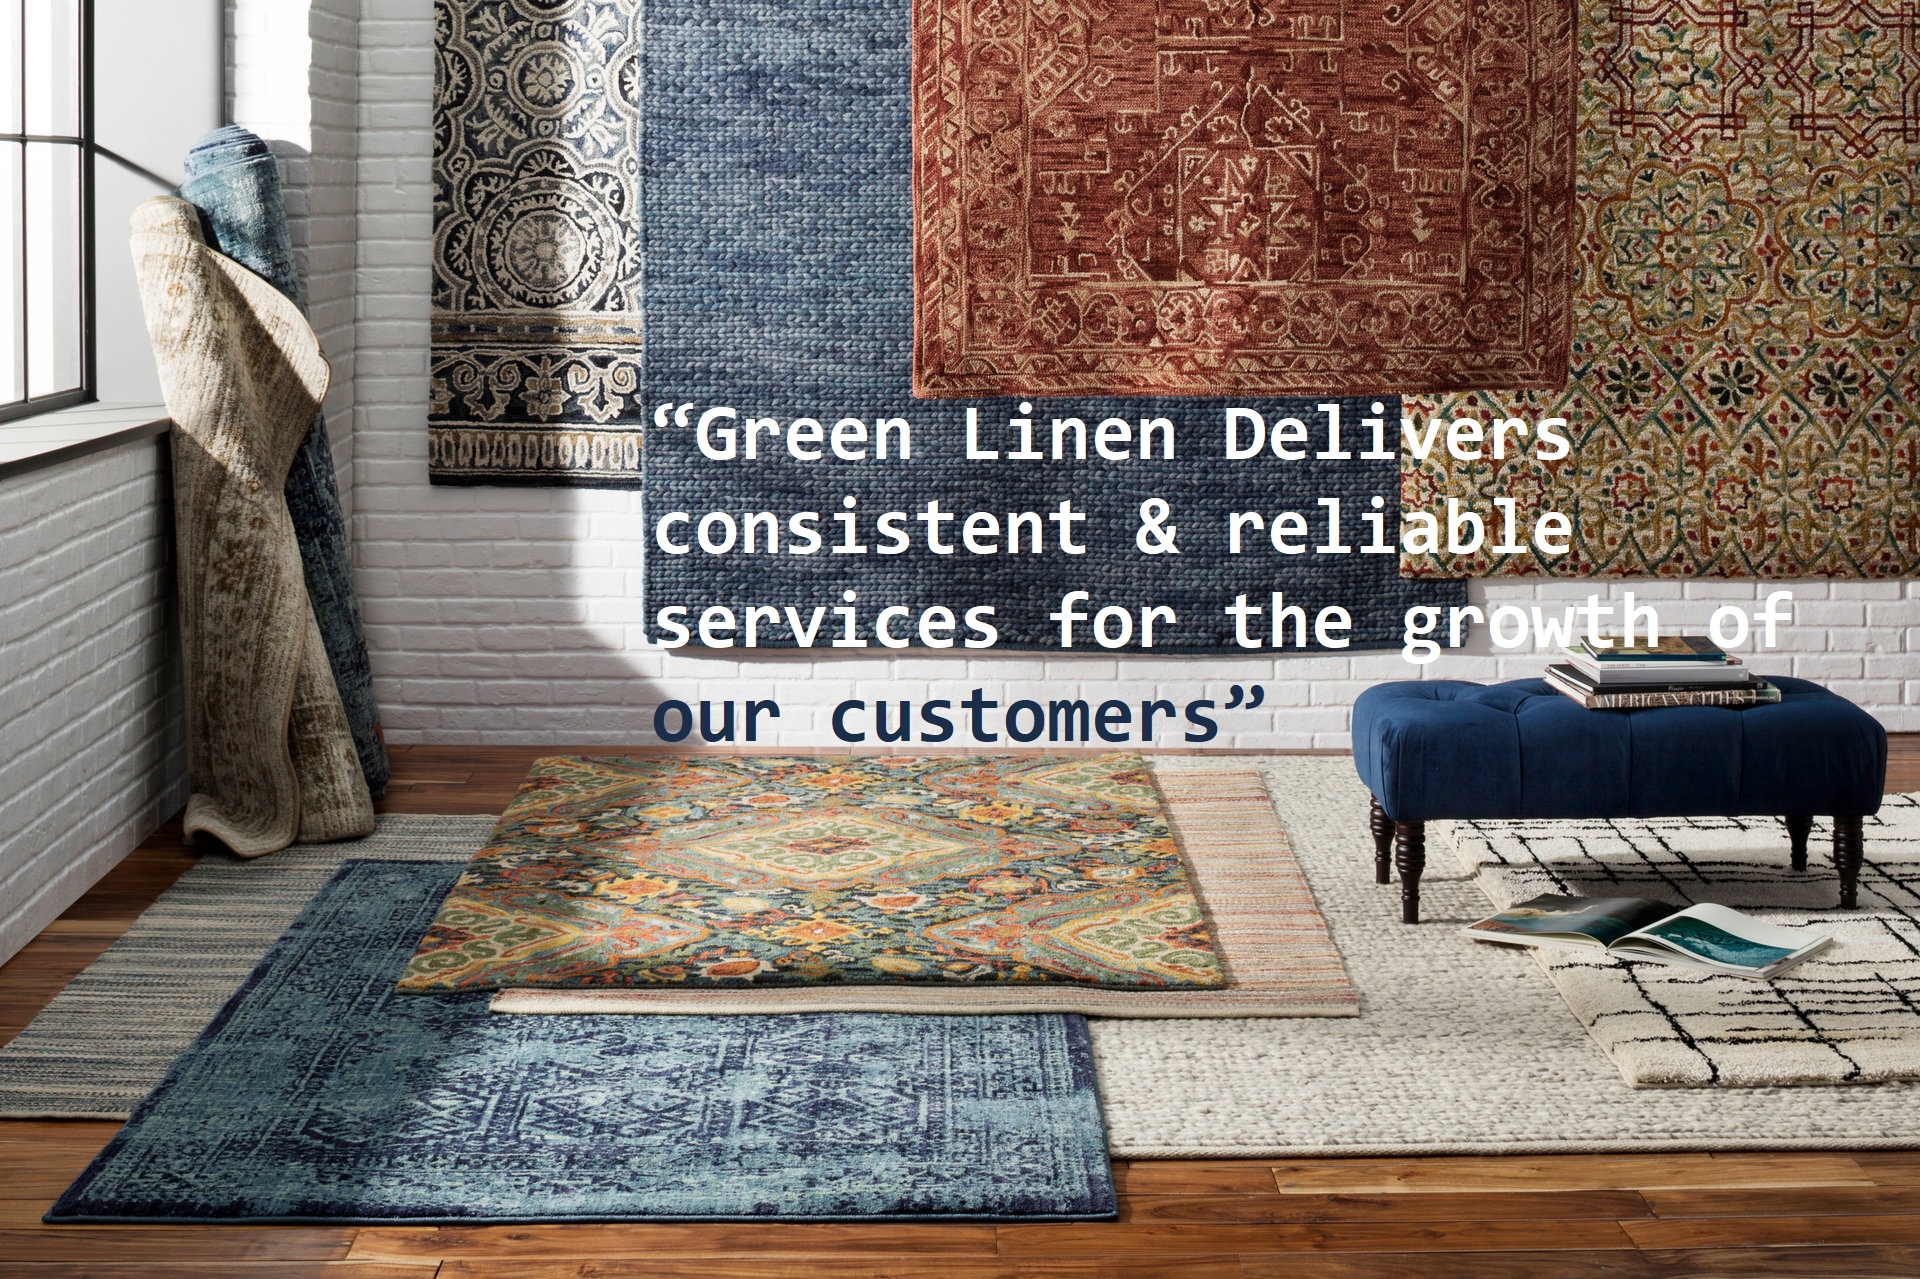 “Green Linen Delivers
consistent & reliable
services for the growth of
our customers”